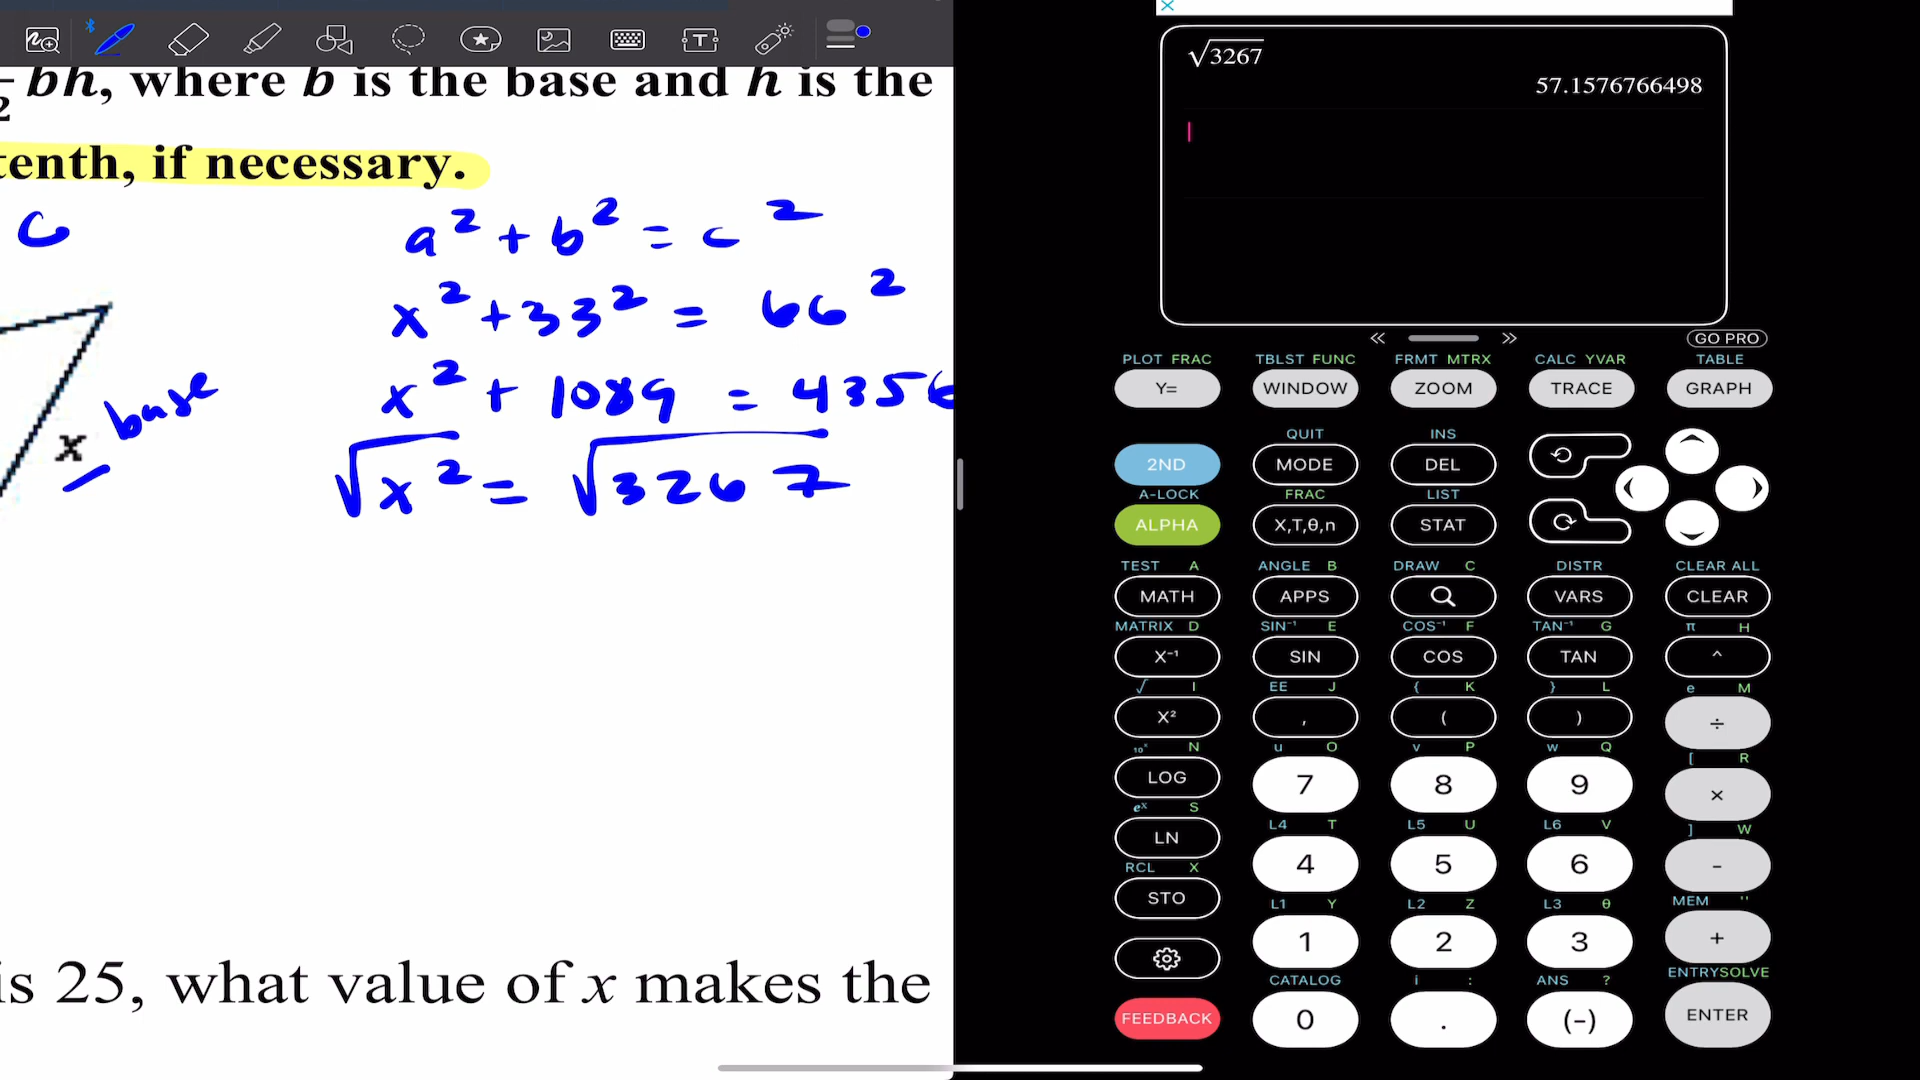 bh, where b is the base and h is the
2
tenth, if necessary.
c
a² + b² = c²
x² + 33² = 66²
x² + 1089 = 4356
base
x
√x² = √3267
is 25, what value of x makes the
√3267
57.1576766498
GO PRO
PLOT FRAC TBLST FUNC FRMT MTRX CALC YVAR TABLE
Y= WINDOW ZOOM TRACE GRAPH
QUIT INS
2ND MODE DEL
A-LOCK FRAC LIST
ALPHA X,T,θ,n STAT
TEST A ANGLE B DRAW C DISTR CLEAR ALL
MATH APPS VARS CLEAR
MATRIX D SIN⁻¹ E COS⁻¹ F TAN⁻¹ G π H
X⁻¹ SIN COS TAN ^
√ I EE J { K } L e M
X² , ( ) ÷
10ˣ N u O v P w Q [ R
LOG 7 8 9 ×
eˣ S L4 T L5 U L6 V ] W
LN 4 5 6 -
RCL X L1 Y L2 Z L3 θ MEM "
STO 1 2 3 +
CATALOG i : ANS ? ENTRY SOLVE
FEEDBACK 0 . (-) ENTER